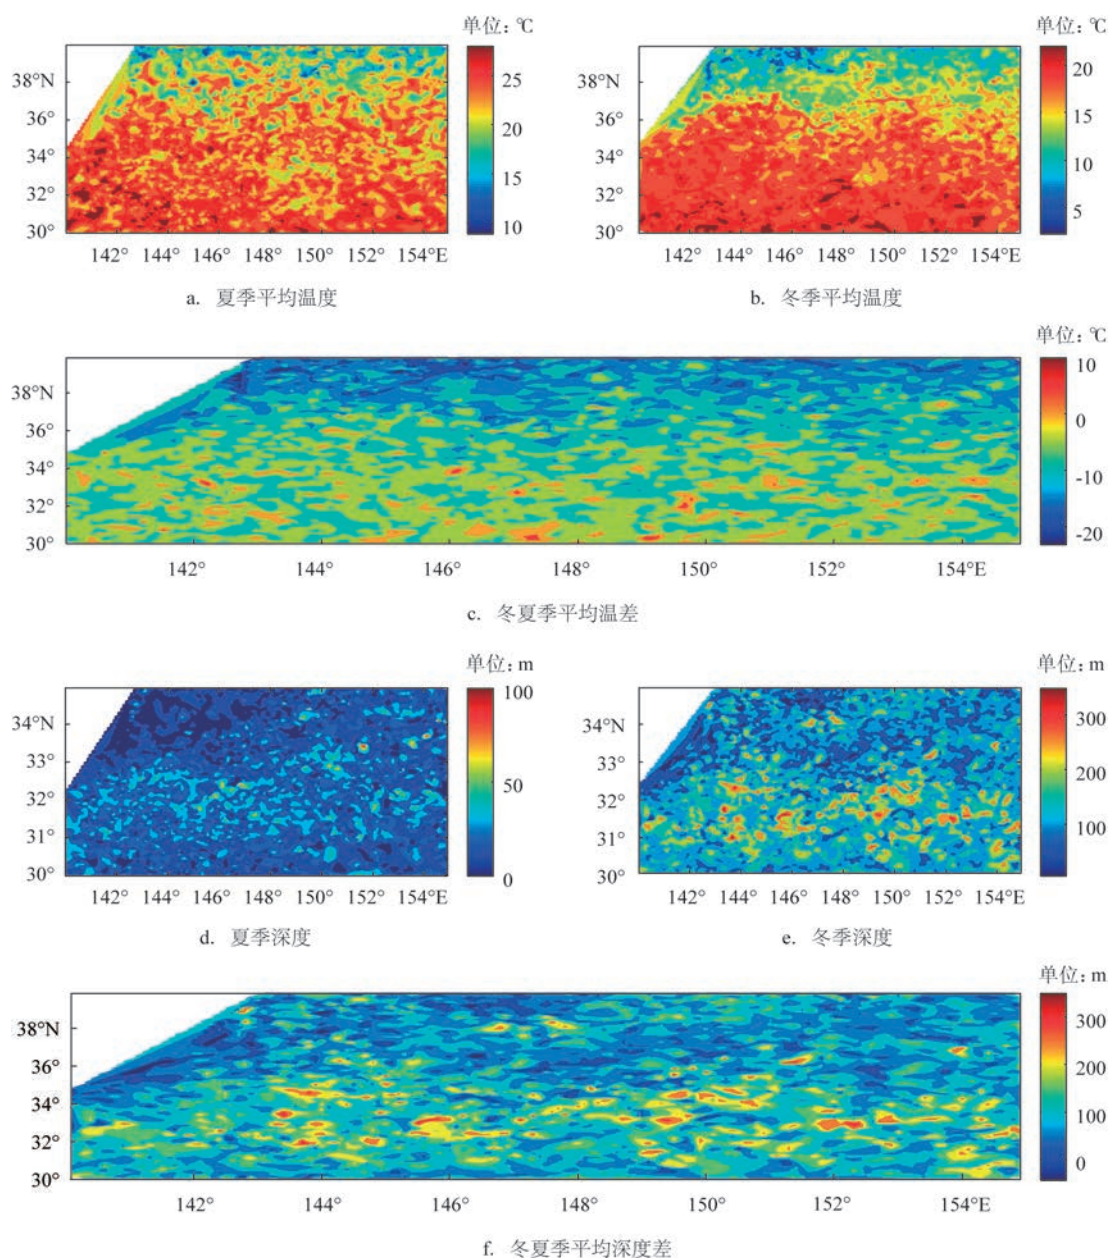 单位：℃ 单位：℃
38°N 36° 34° 32° 30° 25 20 15 10 38°N 36° 34° 32° 30° 20 15 10 5
142° 144° 146° 148° 150° 152° 154°E 142° 144° 146° 148° 150° 152° 154°E
a. 夏季平均温度 b. 冬季平均温度
单位：℃
38°N 36° 34° 32° 30° 10 0 -10 -20
142° 144° 146° 148° 150° 152° 154°E
c. 冬夏季平均温差
单位：m 单位：m
34°N 33° 32° 31° 30° 100 50 0 34°N 33° 32° 31° 30° 300 200 100
142° 144° 146° 148° 150° 152° 154°E 142° 144° 146° 148° 150° 152° 154°E
d. 夏季深度 e. 冬季深度
单位：m
38°N 36° 34° 32° 30° 300 200 100 0
142° 144° 146° 148° 150° 152° 154°E
f. 冬夏季平均深度差